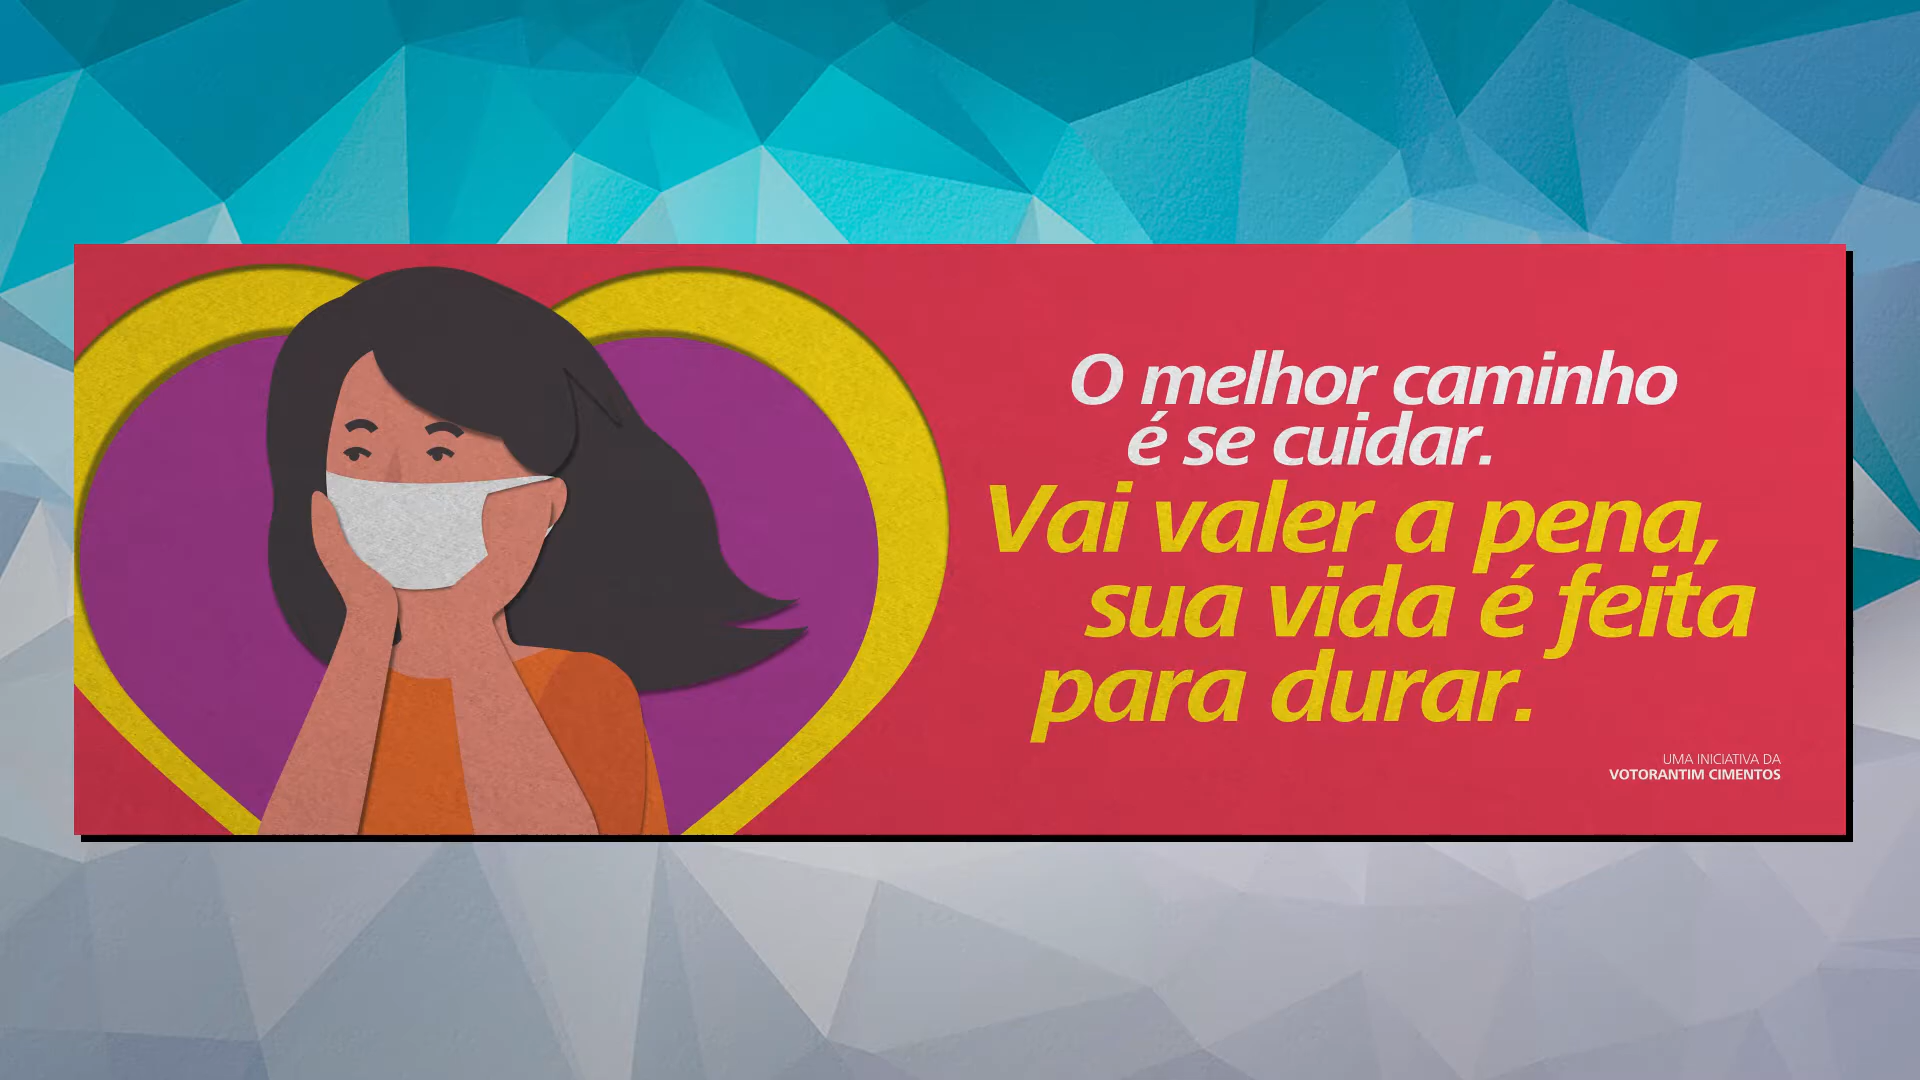 O melhor caminho
é se cuidar.
Vai valer a pena,
sua vida é feita
para durar.
UMA INICIATIVA DA
VOTORANTIM CIMENTOS